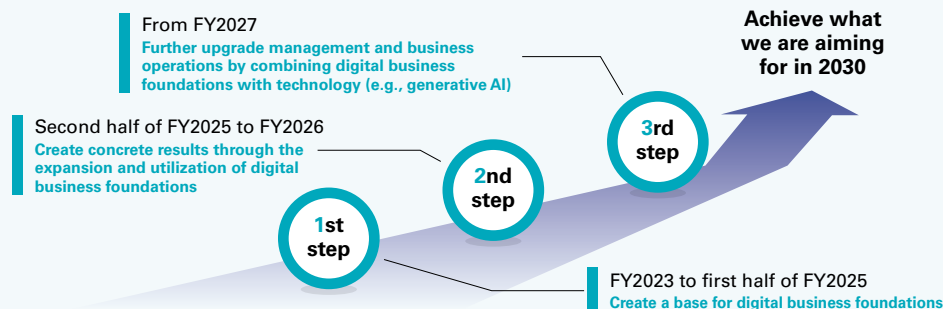 From FY2027
Further upgrade management and business
operations by combining digital business
foundations with technology (e.g., generative AI)
Achieve what
we are aiming
for in 2030
Second half of FY2025 to FY2026
Create concrete results through the
expansion and utilization of digital
business foundations
3rd
step
2nd
step
1st
step
FY2023 to first half of FY2025
Create a base for digital business foundations